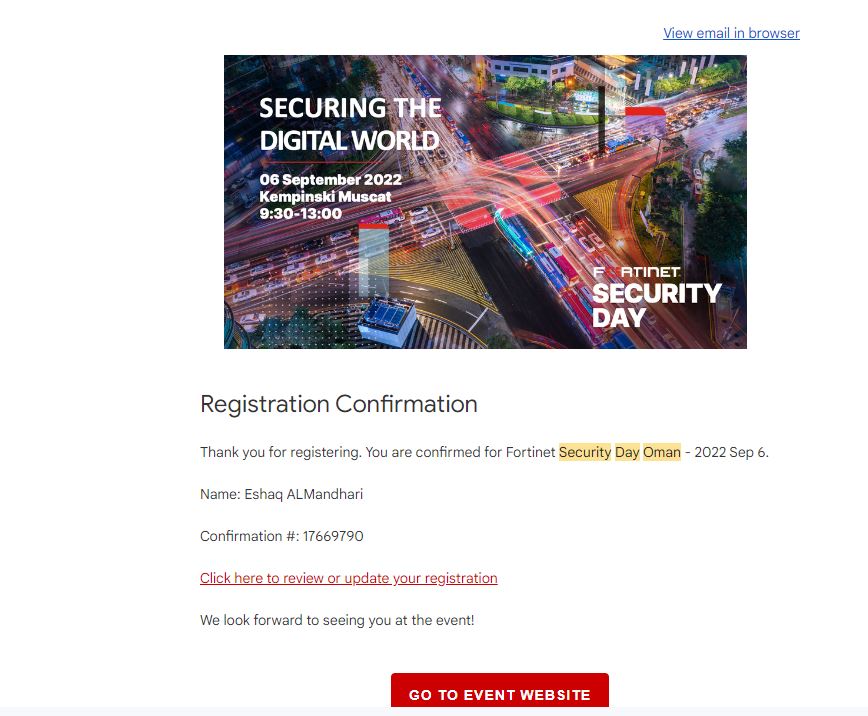 View email in browser
SECURING THE
DIGITAL WORLD
06 September 2022
Kempinski Muscat
9:30-13:00
FORTINET
SECURITY
DAY
Registration Confirmation
Thank you for registering. You are confirmed for Fortinet Security Day Oman - 2022 Sep 6.
Name: Eshaq ALMandhari
Confirmation #: 17669790
Click here to review or update your registration
We look forward to seeing you at the event!
GO TO EVENT WEBSITE